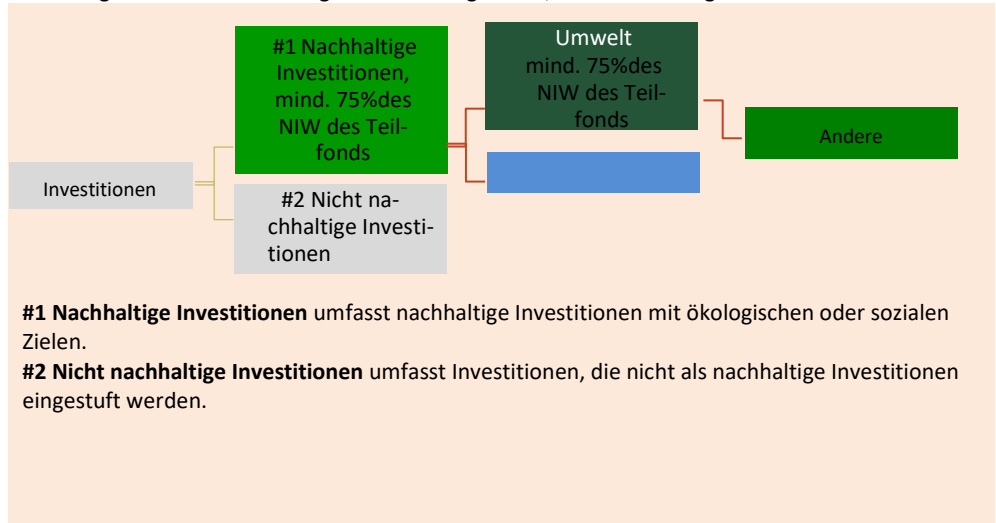 #1 Nachhaltige
Investitionen,
mind. 75%des
NIW des Teil-
fonds
Umwelt
mind. 75%des
NIW des Teil-
fonds
Andere
Investitionen
#2 Nicht na-
chhaltige Investi-
tionen
#1 Nachhaltige Investitionen umfasst nachhaltige Investitionen mit ökologischen oder sozialen
Zielen.
#2 Nicht nachhaltige Investitionen umfasst Investitionen, die nicht als nachhaltige Investitionen
eingestuft werden.